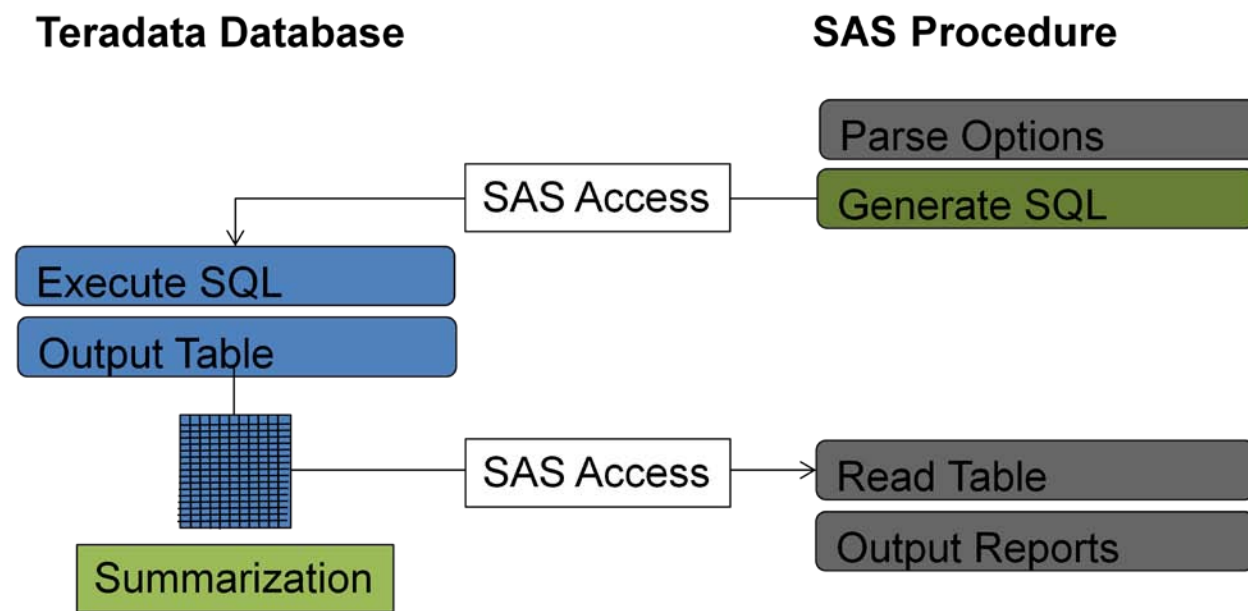 Teradata Database
SAS Procedure
Parse Options
SAS Access
Generate SQL
Execute SQL
Output Table
SAS Access
Read Table
Output Reports
Summarization